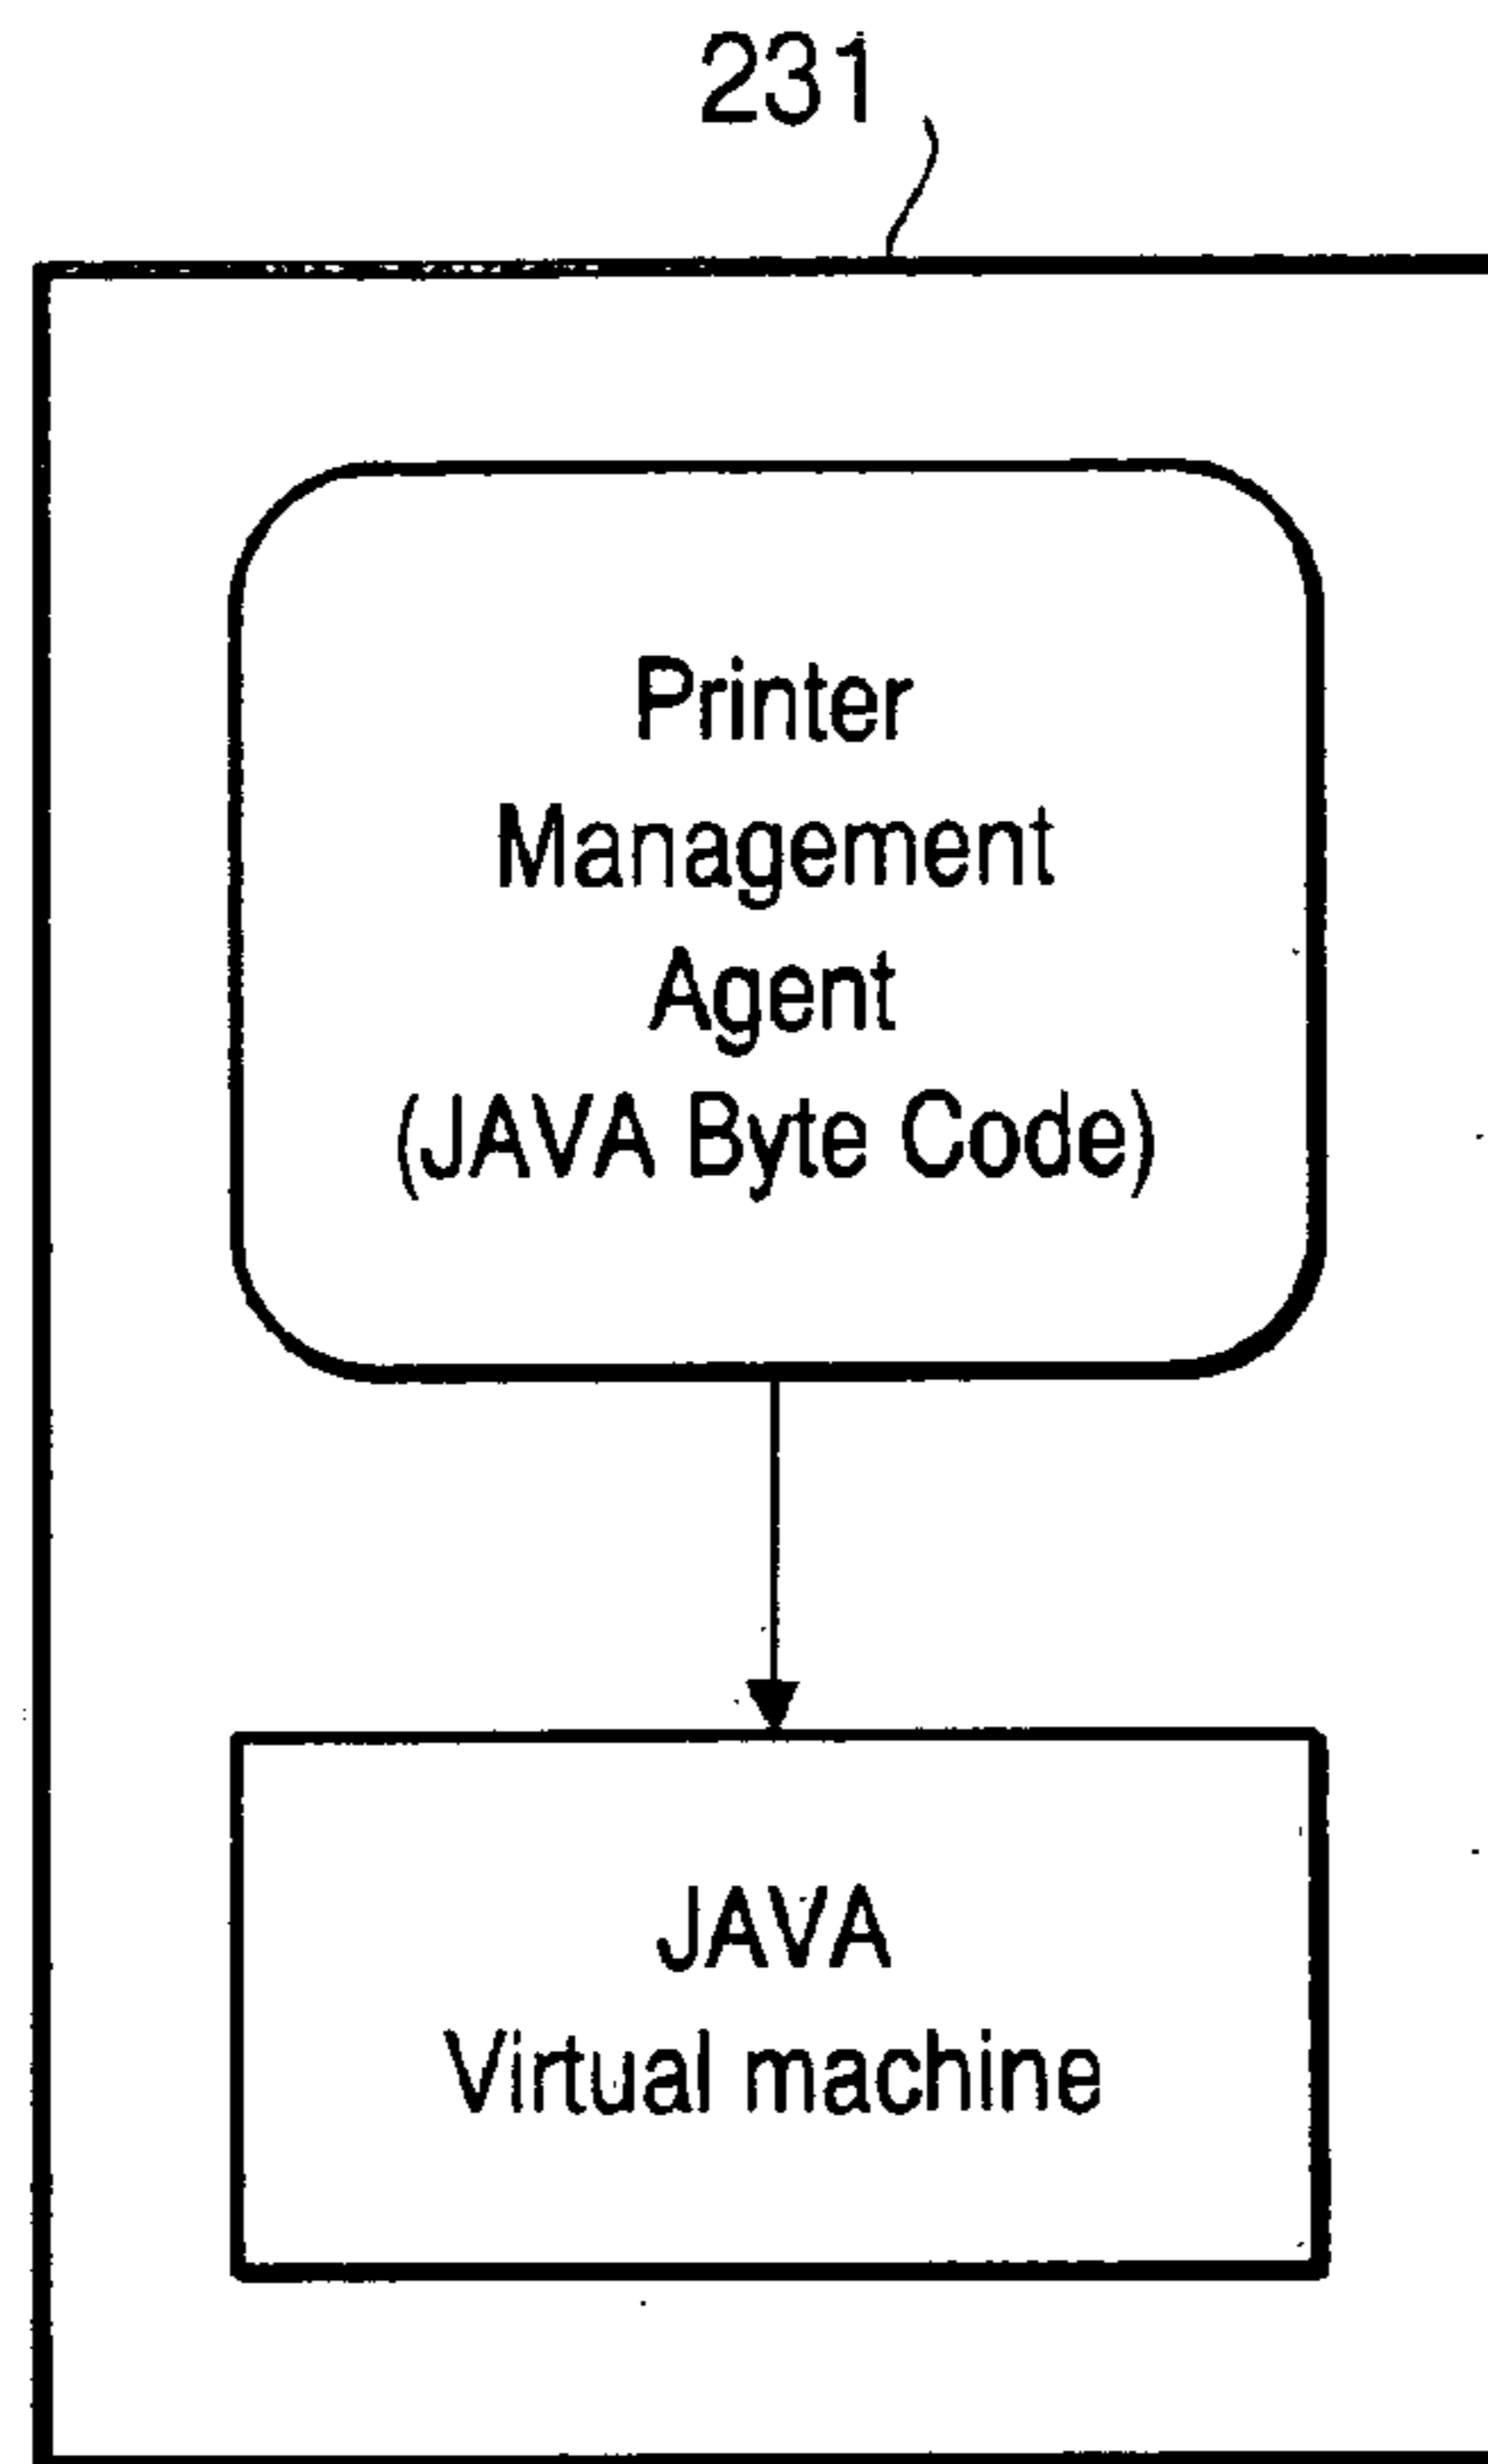 231
Printer
Management
Agent
(JAVA Byte Code)
JAVA
Virtual machine